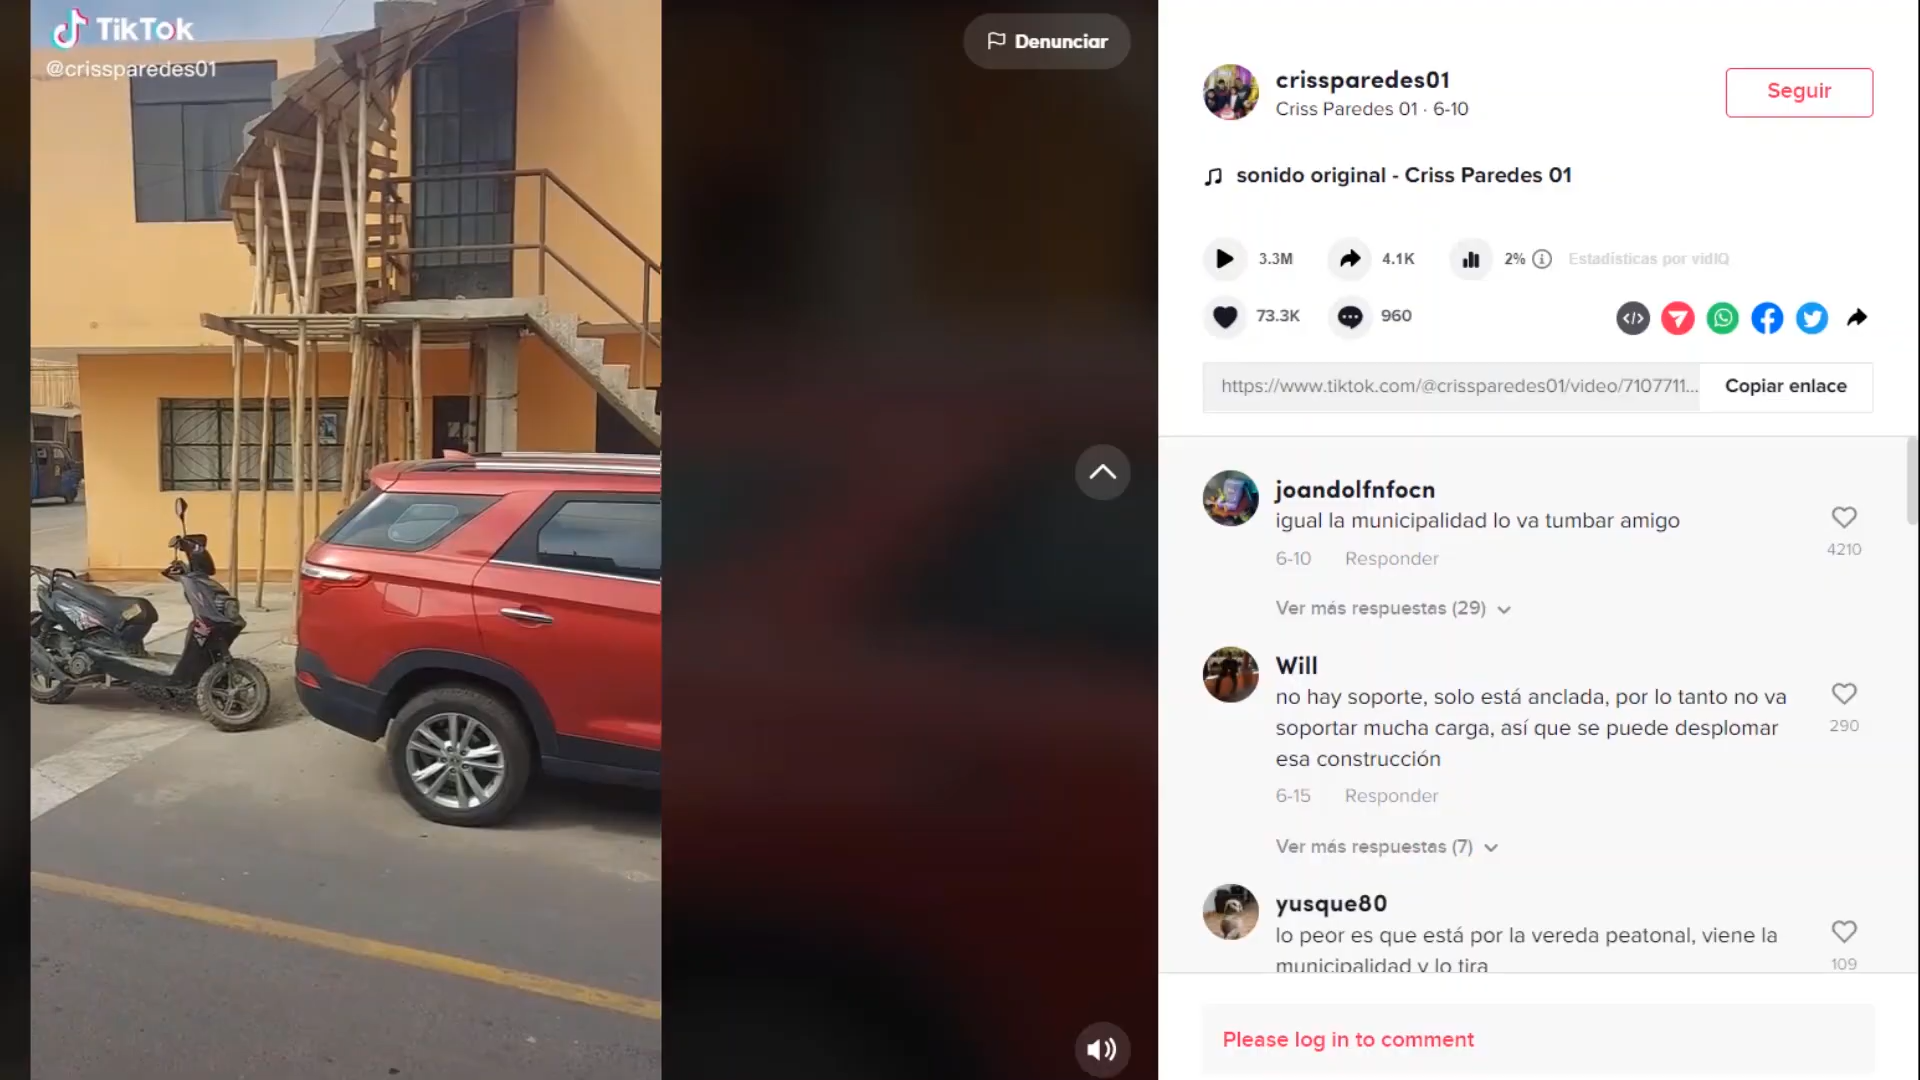 TikTok
@crissparedes01
Denunciar
crissparedes01
Criss Paredes 01 · 6-10
Seguir
sonido original - Criss Paredes 01
3.3M
4.1K
2%
Estadisticas por vidIQ
73.3K
960
https://www.tiktok.com/@crissparedes01/video/7107711...
Copiar enlace
joandolfnfocn
igual la municipalidad lo va tumbar amigo
4210
6-10 Responder
Ver más respuestas (29)
Will
no hay soporte, solo está anclada, por lo tanto no va
soportar mucha carga, así que se puede desplomar
esa construcción
290
6-15 Responder
Ver más respuestas (7)
yusque80
lo peor es que está por la vereda peatonal, viene la
municipalidad y lo tira
109
Please log in to comment